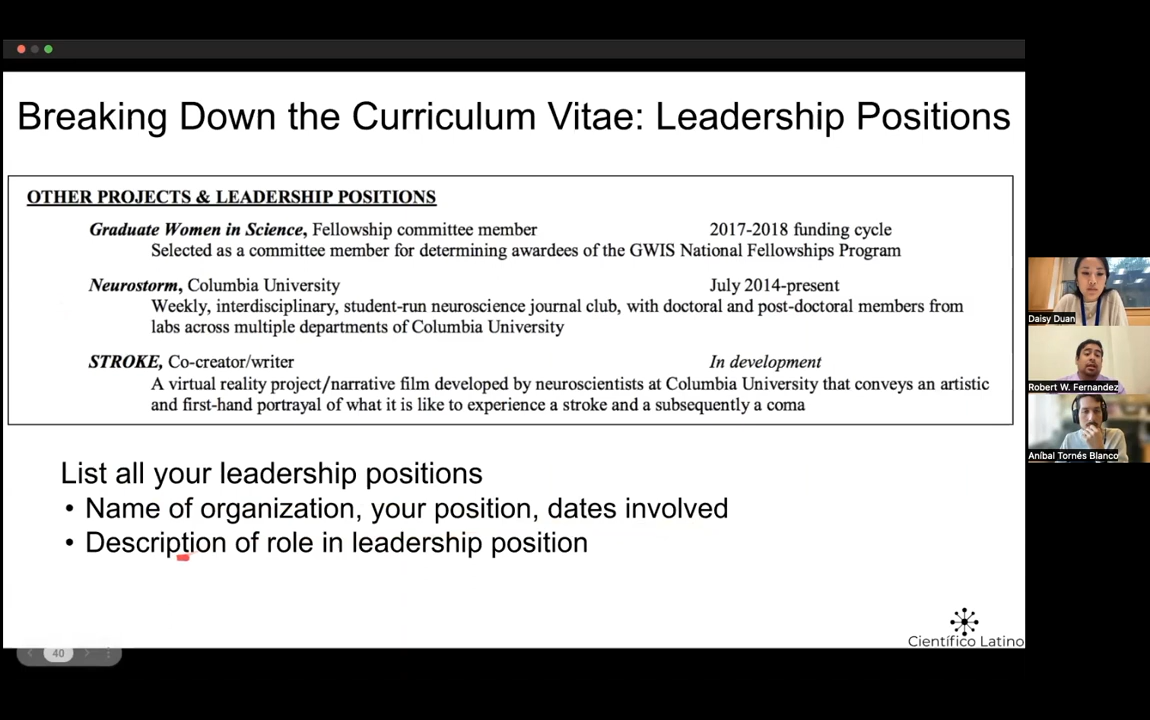 Breaking Down the Curriculum Vitae: Leadership Positions
OTHER PROJECTS & LEADERSHIP POSITIONS
Graduate Women in Science, Fellowship committee member 2017-2018 funding cycle
Selected as a committee member for determining awardees of the GWIS National Fellowships Program
Neurostorm, Columbia University July 2014-present
Weekly, interdisciplinary, student-run neuroscience journal club, with doctoral and post-doctoral members from
labs across multiple departments of Columbia University
STROKE, Co-creator/writer In development
A virtual reality project/narrative film developed by neuroscientists at Columbia University that conveys an artistic
and first-hand portrayal of what it is like to experience a stroke and a subsequently a coma
List all your leadership positions
• Name of organization, your position, dates involved
• Description of role in leadership position
Científico Latino
40
Daisy Duan
Robert W. Fernandez
Aníbal Tornés Blanco